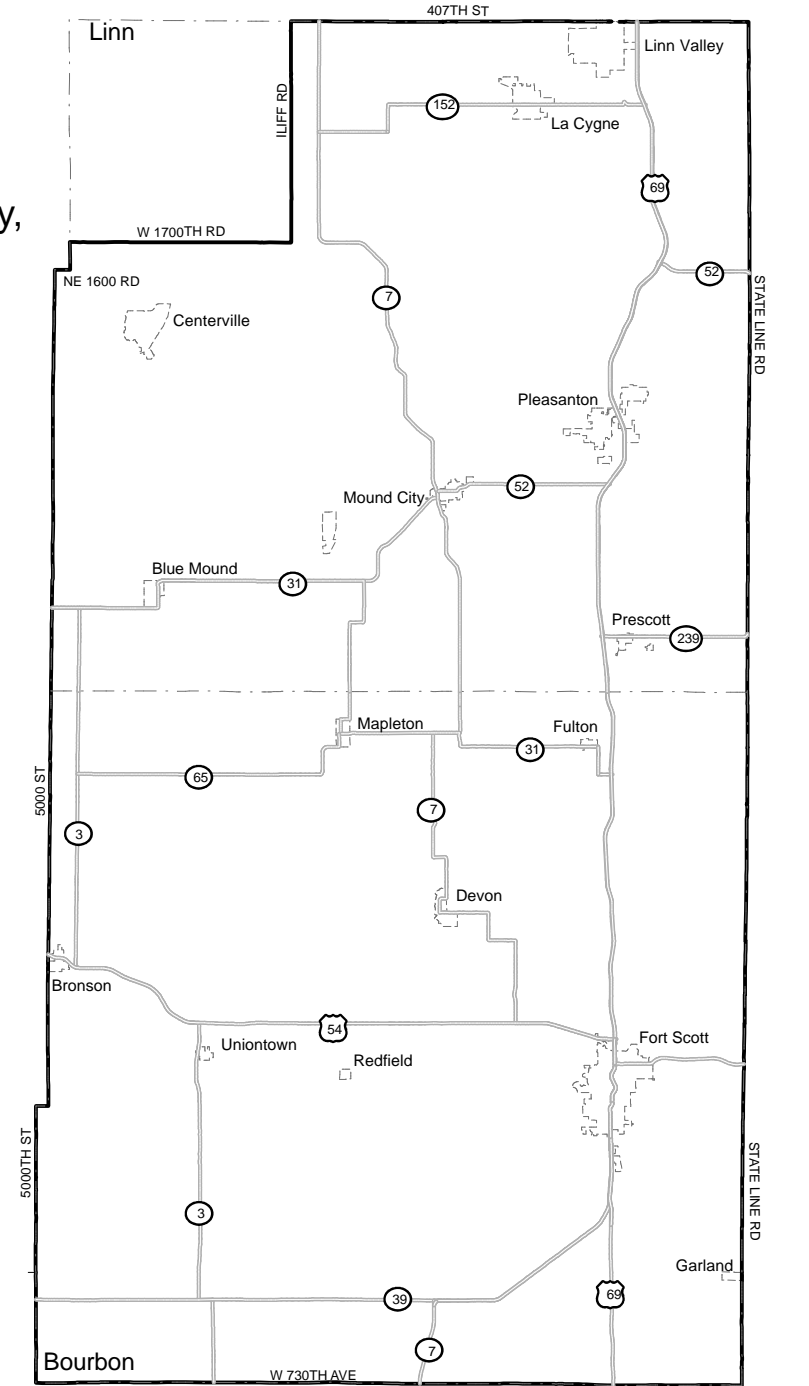 407TH ST
Linn
Linn Valley
ILIFF RD
152
La Cygne
69
y,
W 1700TH RD
52
NE 1600 RD
STATE LINE RD
7
Centerville
Pleasanton
52
Mound City
Blue Mound
31
Prescott
239
Mapleton
Fulton
31
65
5000 ST
7
3
Devon
Bronson
54
Fort Scott
Uniontown
Redfield
5000TH ST
STATE LINE RD
3
Garland
39
69
7
Bourbon
W 730TH AVE